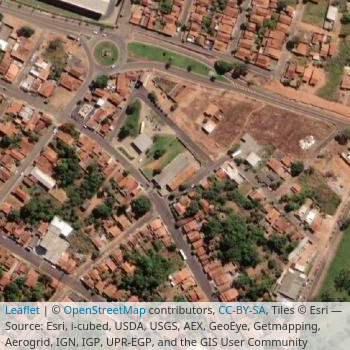 Leaflet | © OpenStreetMap contributors, CC-BY-SA, Tiles © Esri —
Source: Esri, i-cubed, USDA, USGS, AEX, GeoEye, Getmapping,
Aerogrid, IGN, IGP, UPR-EGP, and the GIS User Community